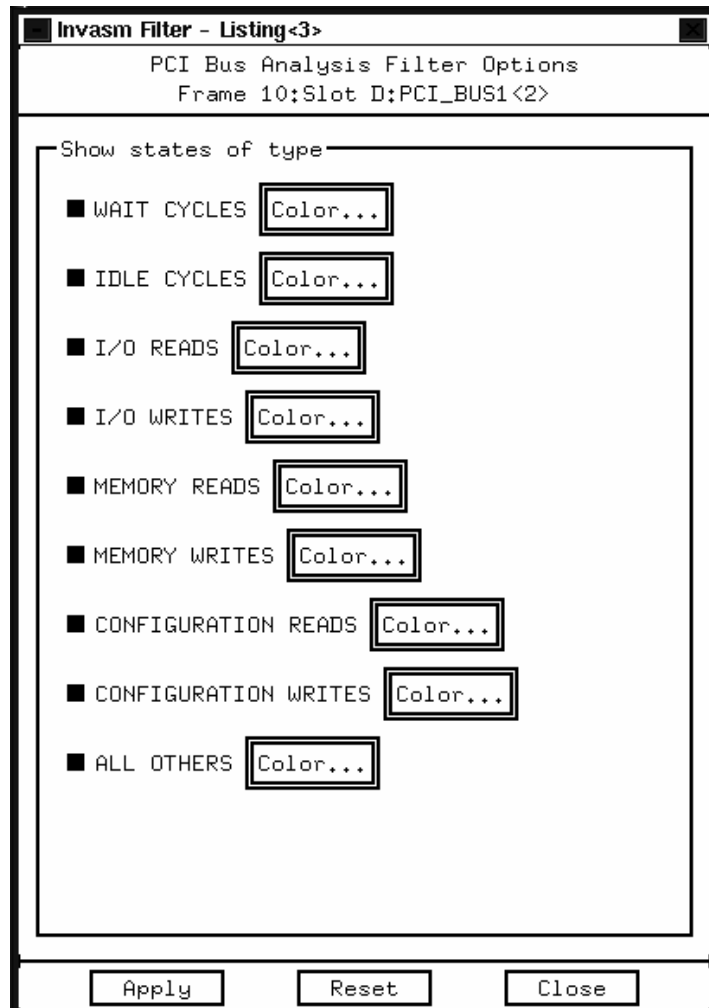 Invasm Filter - Listing<3>
PCI Bus Analysis Filter Options
Frame 10:Slot D:PCI_BUS1<2>
Show states of type
WAIT CYCLES Color...
IDLE CYCLES Color...
I/O READS Color...
I/O WRITES Color...
MEMORY READS Color...
MEMORY WRITES Color...
CONFIGURATION READS Color...
CONFIGURATION WRITES Color...
ALL OTHERS Color...
Apply Reset Close